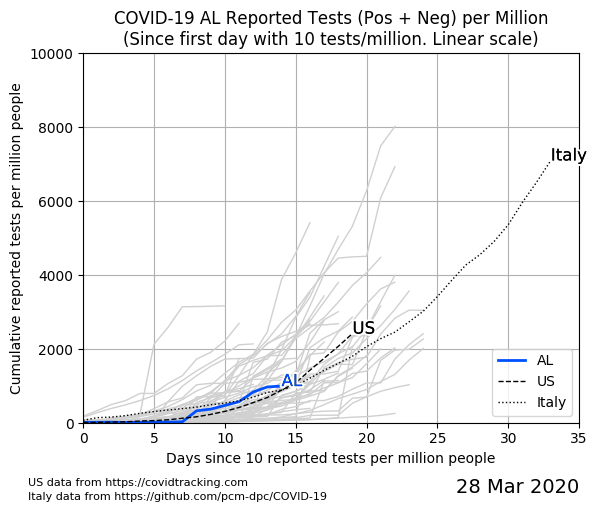 COVID-19 AL Reported Tests (Pos + Neg) per Million
(Since first day with 10 tests/million. Linear scale)
Cumulative reported tests per million people
10000
8000
6000
4000
2000
0
Italy
US
AL
AL
US
Italy
0 5 10 15 20 25 30 35
Days since 10 reported tests per million people
US data from https://covidtracking.com
Italy data from https://github.com/pcm-dpc/COVID-19
28 Mar 2020